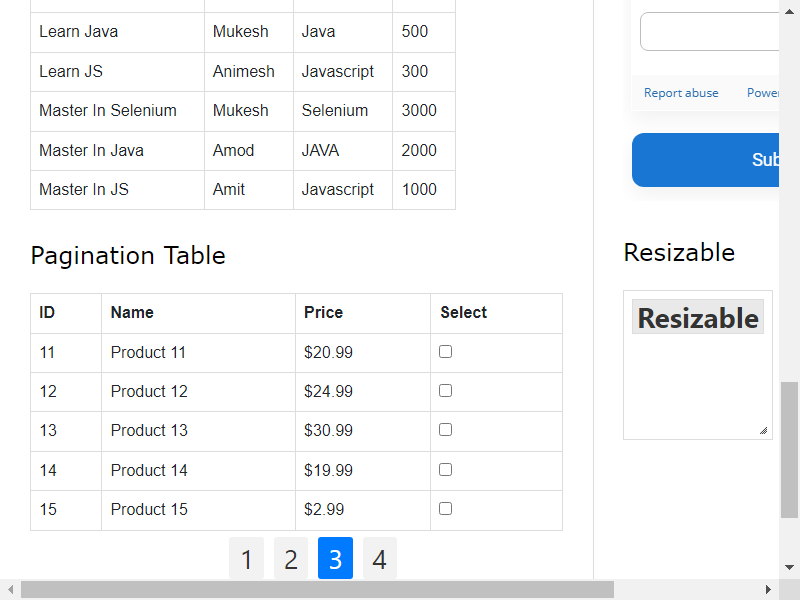 Learn Java Mukesh Java 500
Learn JS Animesh Javascript 300
Master In Selenium Mukesh Selenium 3000
Master In Java Amod JAVA 2000
Master In JS Amit Javascript 1000
Pagination Table
ID Name Price Select
11 Product 11 $20.99
12 Product 12 $24.99
13 Product 13 $30.99
14 Product 14 $19.99
15 Product 15 $2.99
1 2 3 4
Report abuse Power
Sub
Resizable
Resizable